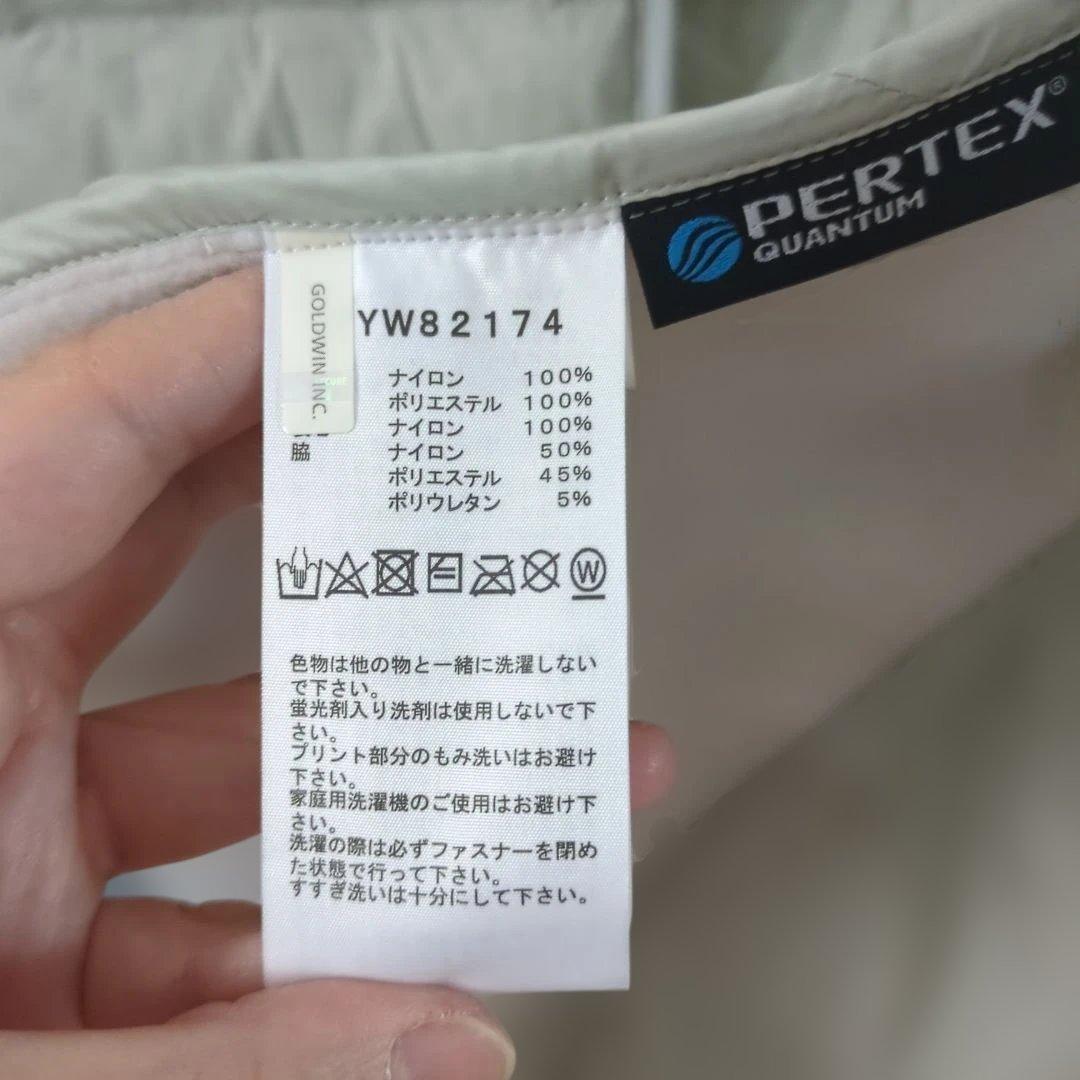 PERTEX®
QUANTUM
GOLDWIN INC.
YW82174
ナイロン 100%
ポリエステル 100%
ナイロン 100%
脇 ナイロン 50%
ポリエステル 45%
ポリウレタン 5%
W
色物は他の物と一緒に洗濯しない
で下さい。
蛍光剤入り洗剤は使用しないで下
さい。
プリント部分のもみ洗いはお避け
下さい。
家庭用洗濯機のご使用はお避け下
さい。
洗濯の際は必ずファスナーを閉め
た状態で行って下さい。
すすぎ洗いは十分にして下さい。